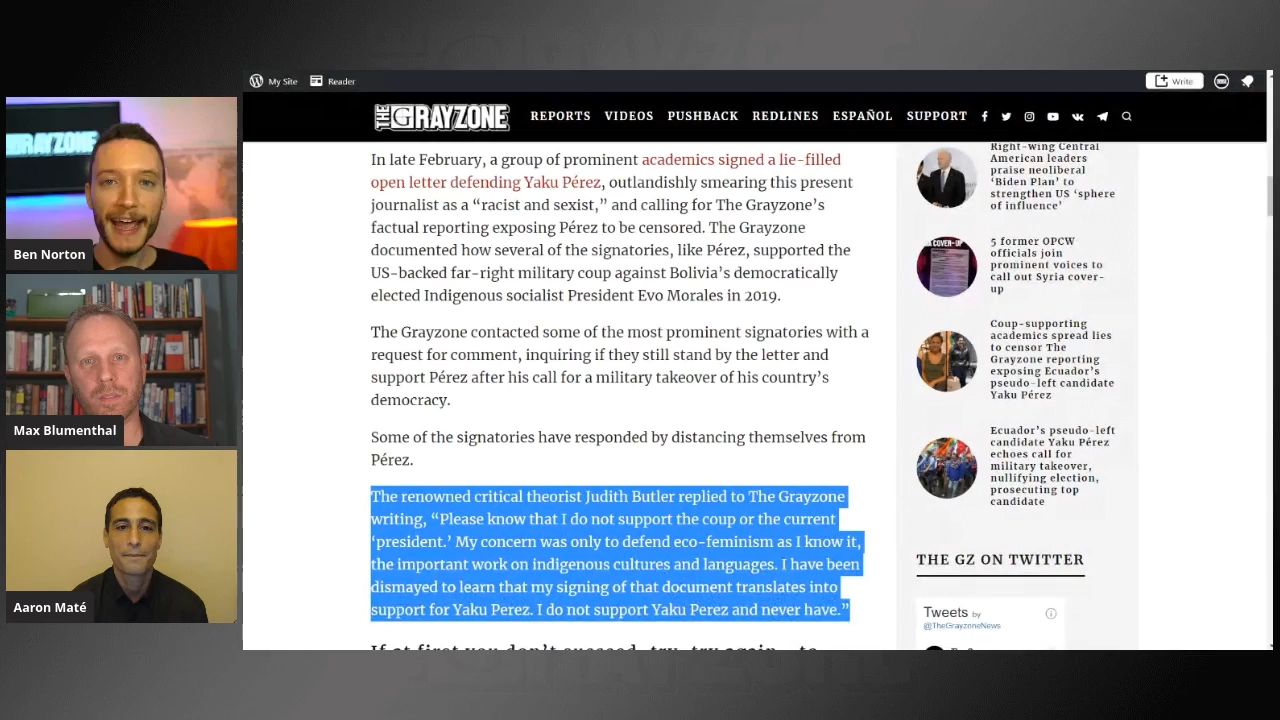 My Site
Reader
Write
THE GRAYZONE
REPORTS
VIDEOS
PUSHBACK
REDLINES
ESPAÑOL
SUPPORT
GRAYZONE
Ben Norton
Max Blumenthal
Aaron Maté
In late February, a group of prominent academics signed a lie-filled
open letter defending Yaku Pérez, outlandishly smearing this present
journalist as a “racist and sexist,” and calling for The Grayzone’s
factual reporting exposing Pérez to be censored. The Grayzone
documented how several of the signatories, like Pérez, supported the
US-backed far-right military coup against Bolivia’s democratically
elected Indigenous socialist President Evo Morales in 2019.
The Grayzone contacted some of the most prominent signatories with a
request for comment, inquiring if they still stand by the letter and
support Pérez after his call for a military takeover of his country’s
democracy.
Some of the signatories have responded by distancing themselves from
Pérez.
The renowned critical theorist Judith Butler replied to The Grayzone
writing, “Please know that I do not support the coup or the current
‘president.’ My concern was only to defend eco-feminism as I know it,
the important work on indigenous cultures and languages. I have been
dismayed to learn that my signing of that document translates into
support for Yaku Perez. I do not support Yaku Perez and never have.”
If at first you don’t succeed, try, try again to
Right-wing Central
American leaders
praise neoliberal
‘Biden Plan’ to
strengthen US ‘sphere
of influence’
5 former OPCW
officials join
prominent voices to
call out Syria cover-
up
Coup-supporting
academics spread lies
to censor The
Grayzone reporting
exposing Ecuador’s
pseudo-left candidate
Yaku Pérez
Ecuador’s pseudo-left
candidate Yaku Pérez
echoes call for
military takeover,
nullifying election,
prosecuting top
candidate
THE GZ ON TWITTER
Tweets by
@TheGrayzoneNews